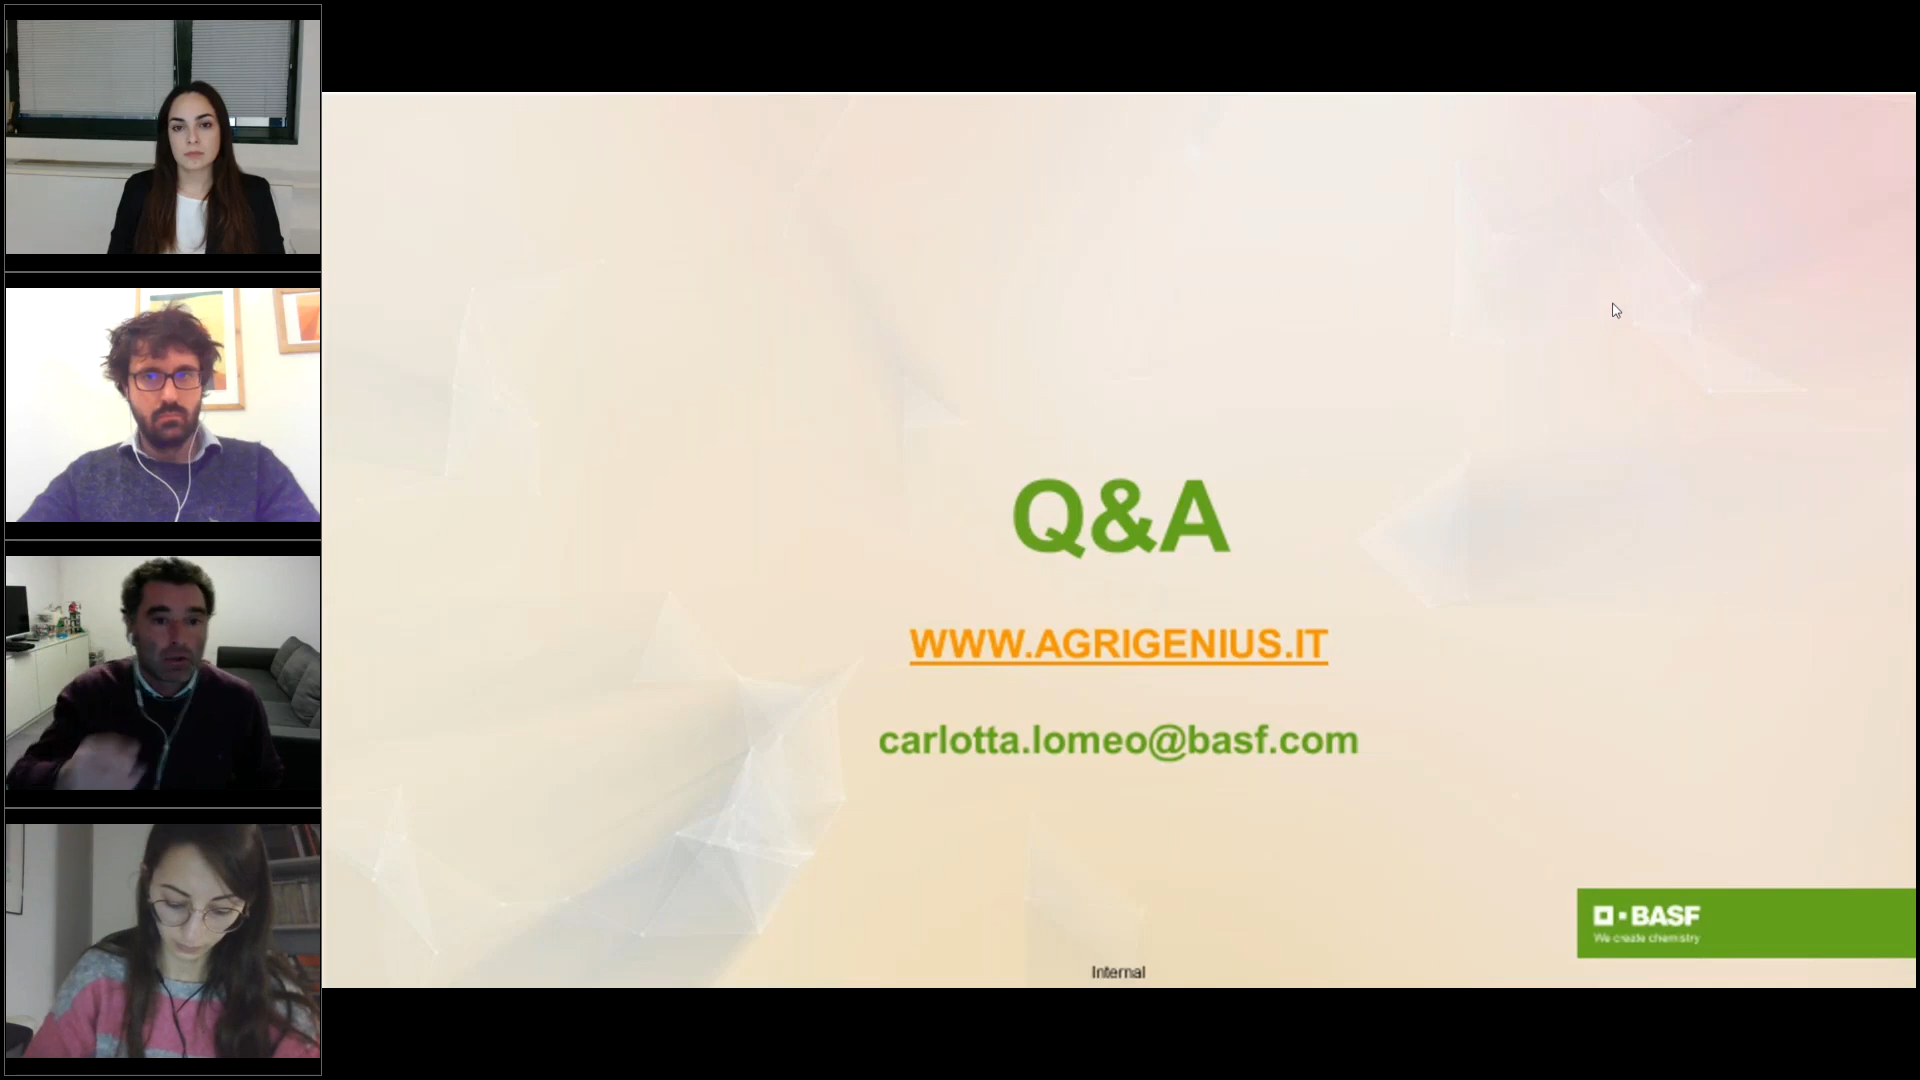 Q&A
WWW.AGRIGENIUS.IT
carlotta.lomeo@basf.com
BASF
We create chemistry
Internal